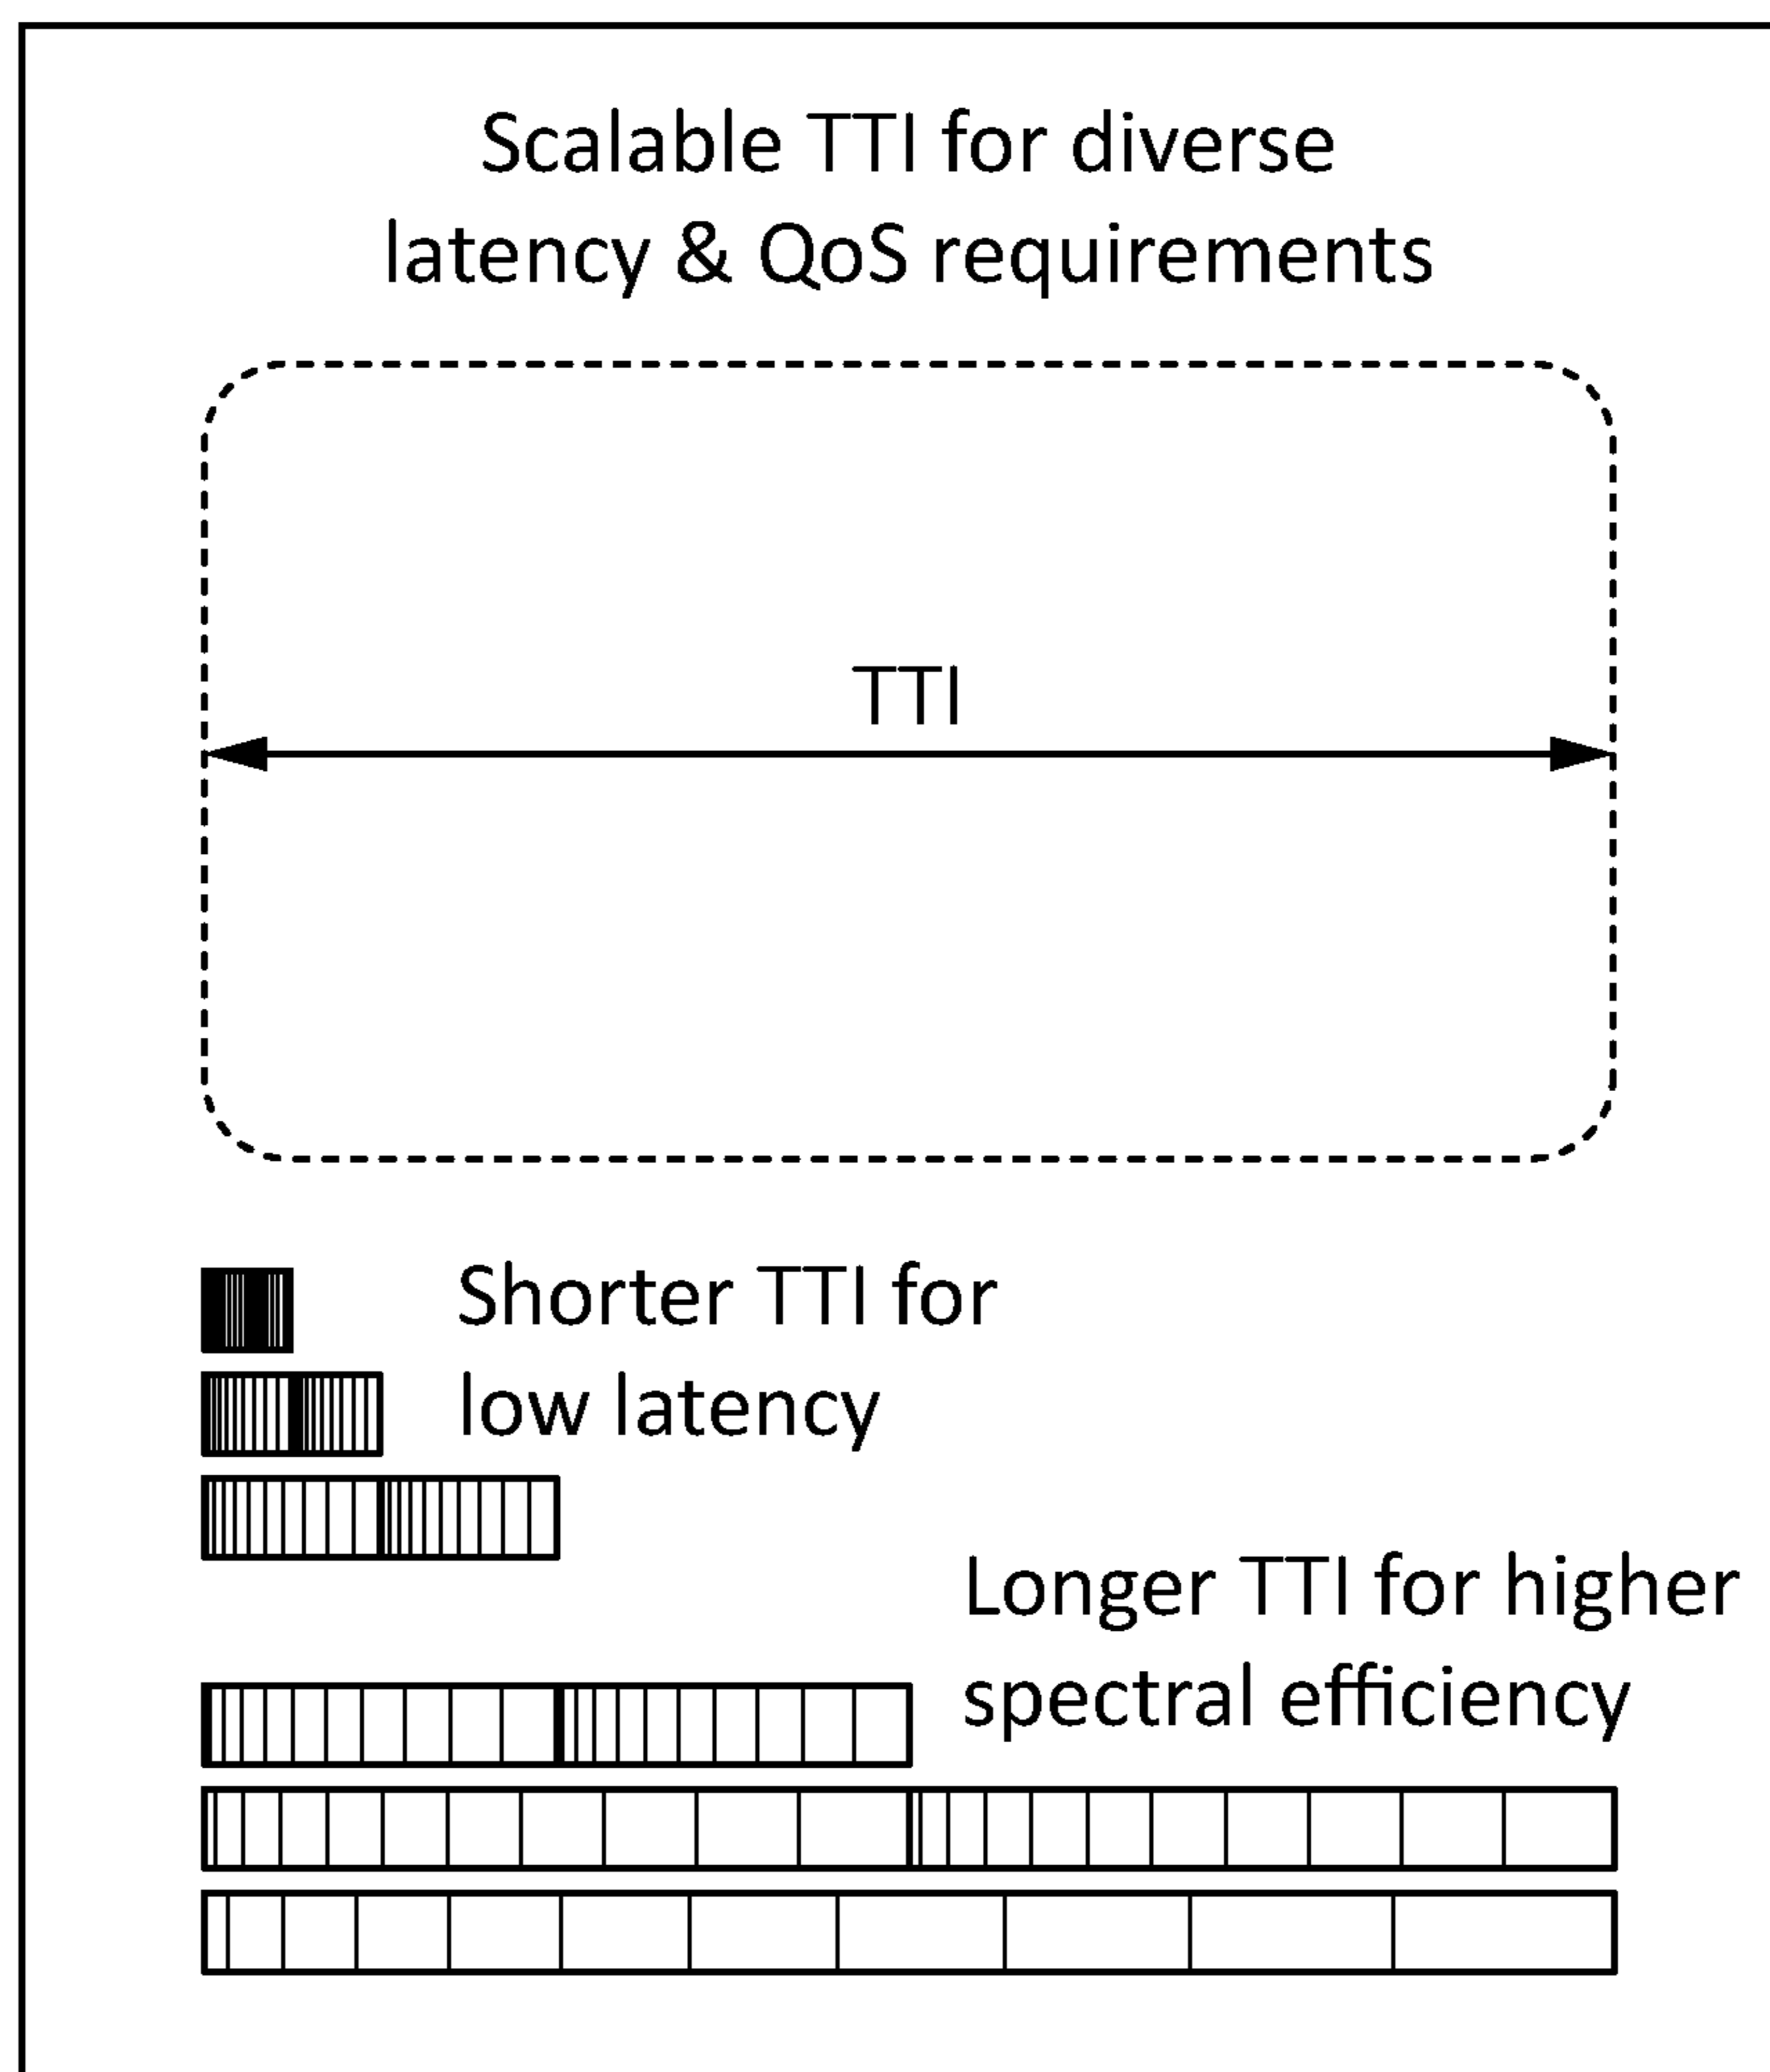 Scalable TTI for diverse
latency & QoS requirements
TTI
Shorter TTI for
low latency
Longer TTI for higher
spectral efficiency